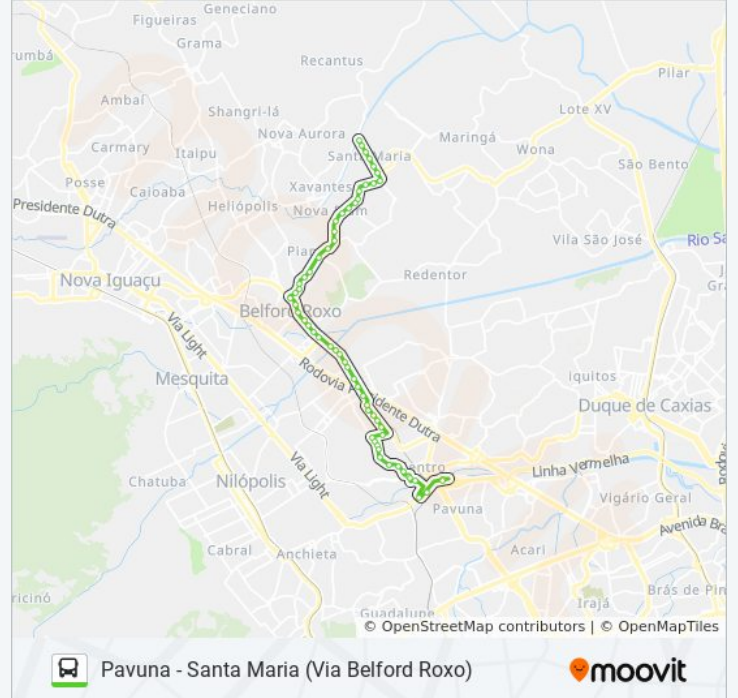 Geneciano
Figueiras
Grama
Recantus
Pilar
Ambaí
Shangri-lá
Lote XV
Nova Aurora
Maringá
Carmary
Itaipu
Santa Maria
Wona
São Bento
Posse
Caioaba
Xavantes
Heliópolis
Presidente Dutra
Vila São José
Nova Iguaçu
Redentor
Belford Roxo
Via Light
Mesquita
Rodovia Presidente Dutra
Duque de Caxias
Chatuba
Nilópolis
Via Light
Linha Vermelha
Vigário Geral
Pavuna
Cabral
Anchieta
Acari
Irajá
Guadalupe
© OpenStreetMap contributors | © OpenMapTiles
Pavuna - Santa Maria (Via Belford Roxo)
moovit